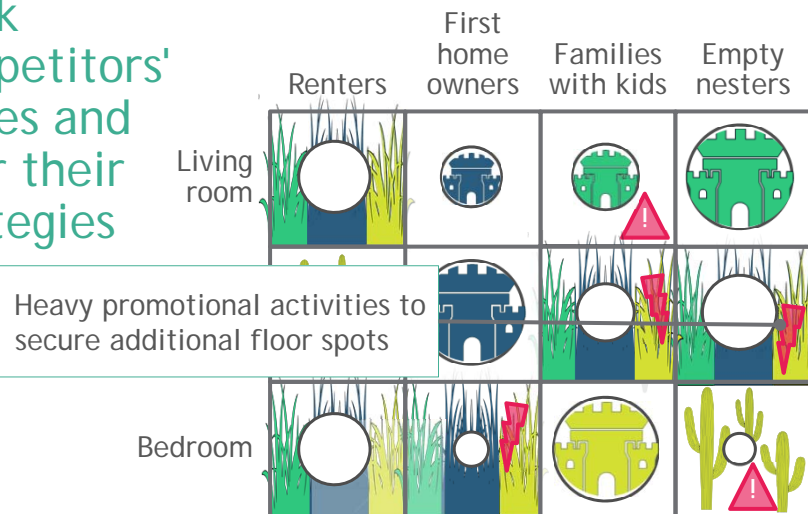 k
petitors'
es and
r their
tegies
Renters
First
home
owners
Families
with kids
Empty
nesters
Living
room
Heavy promotional activities to
secure additional floor spots
Bedroom